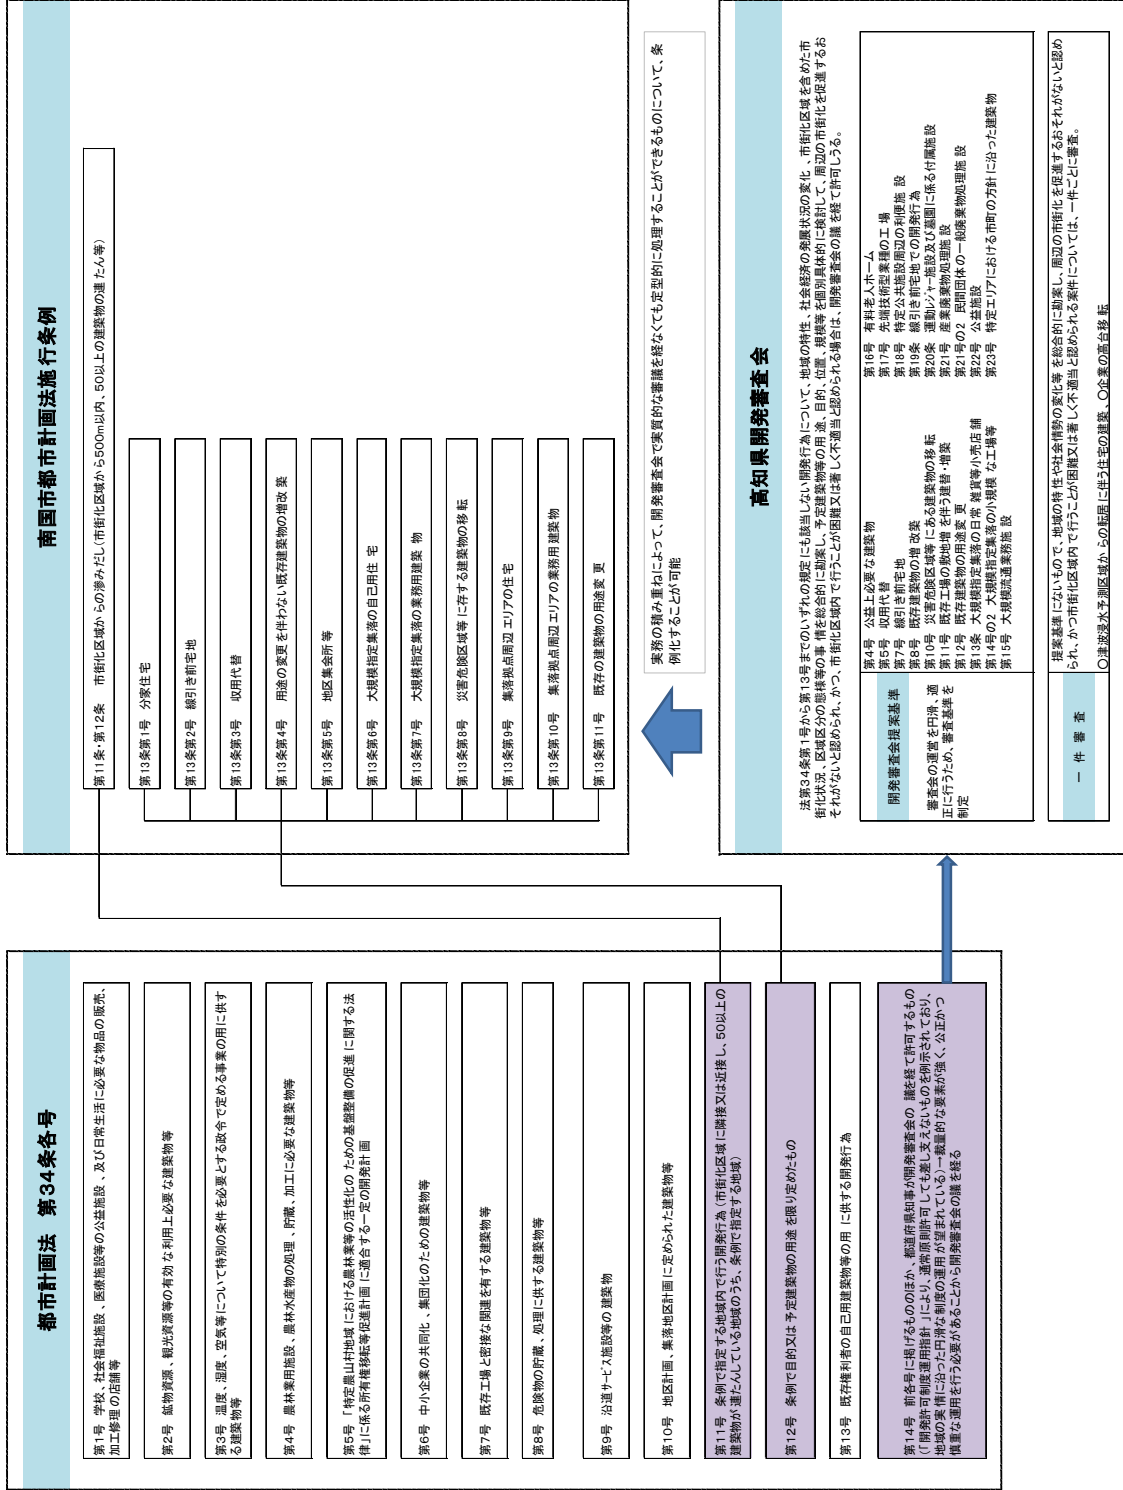 都市計画法 第34条各号
第1号 学校、社会福祉施設、医療施設等の公益施設、及び日常生活に必要な物品の販売、
加工修理の店舗等
第2号 鉱物資源、観光資源等の有効な利用上必要な建築物等
第3号 温度、湿度、空気等について特別の条件を必要とする政令で定める事業の用に供す
る建築物等
第4号 農林業用施設、農林水産物の処理、貯蔵、加工に必要な建築物等
第5号 「特定農山村地域における農林業等の活性化のための基盤整備の促進に関する法
律」に係る所有権移転等促進計画に適合する一定の開発計画
第6号 中小企業の共同化、集団化のための建築物等
第7号 既存工場と密接な関連を有する建築物等
第8号 危険物の貯蔵、処理に供する建築物等
第9号 沿道サービス施設等の建築物
第10号 地区計画、集落地区計画に定められた建築物等
第11号 条例で指定する地域内で行う開発行為(市街化区域に隣接又は近接し、50以上の
建築物が連たんしている地域のうち、条例で指定する地域)
第12号 条例で目的又は予定建築物の用途を限り定めたもの
第13号 既存権利者の自己用建築物等の用に供する開発行為
第14号 前各号に掲げるもののほか、都道府県知事が開発審査会の議を経て許可するもの
(「開発許可制度運用指針」により、通常原則許可しても差し支えないものを例示されており、
地域の実情に沿った円滑な制度の運用が望まれている)→裁量的な要素が強く、公正かつ
慎重な運用を行う必要があることから開発審査会の議を経る
南国市都市計画法施行条例
第11条・第12条 市街化区域からの滲みだし(市街化区域から500m以内、50以上の建築物の連たん等)
第13条第1号 分家住宅
第13条第2号 線引き前宅地
第13条第3号 収用代替
第13条第4号 用途の変更を伴わない既存建築物の増改築
第13条第5号 地区集会所等
第13条第6号 大規模指定集落の自己用住宅
第13条第7号 大規模指定集落の業務用建築物
第13条第8号 災害危険区域等に存する建築物の移転
第13条第9号 集落拠点周辺エリアの住宅
第13条第10号 集落拠点周辺エリアの業務用建築物
第13条第11号 既存の建築物の用途変更
実務の積み重ねによって、開発審査会で実質的な審議を経なくても定型的に処理することができるものについて、条
例化することが可能
高知県開発審査会
法第34条第1号から第13号までのいずれの規定にも該当しない開発行為について、地域の特性、社会経済の発展状況の変化、市街化区域を含めた市
街化状況、区域区分の態様等の事情を総合的に勘案し、予定建築物等の用途、目的、位置、規模等を個別具体的に検討して、周辺の市街化を促進するお
それがないと認められ、かつ、市街化区域内で行うことが困難又は著しく不適当と認められる場合は、開発審査会の議を経て許可しうる。
開発審査会提案基準
審査会の運営を円滑、適
正に行うため、審査基準を
制定
第4号 公益上必要な建築物
第5号 収用代替
第7号 線引き前宅地
第8号 既存建築物の増改築
第10号 災害危険区域等にある建築物の移転
第11号 既存工場の敷地増を伴う建替・増築
第12号 既存建築物の用途変更
第13条 大規模指定集落の日常雑貨等小売店舗
第14号の2 大規模指定集落の小規模な工場等
第15号 大規模流通業務施設
第16号 有料老人ホーム
第17号 先端技術型業種の工場
第18号 特定公共施設周辺の利便施設
第19条 線引き前宅地での開発行為
第20条 運動レジャー施設及び墓園に係る付属施設
第21号 産業廃棄物処理施設
第21号の2 民間団体の一般廃棄物処理施設
第22号 公益施設
第23号 特定エリアにおける市町の方針に沿った建築物
一件審査
提案基準にないもので、地域の特性や社会情勢の変化等を総合的に勘案し、周辺の市街化を促進するおそれがないと認め
られ、かつ市街化区域内で行うことが困難又は著しく不適当と認められる案件については、一件ごとに審査。
○津波浸水予測区域からの転居に伴う住宅の建築、○企業の高台移転